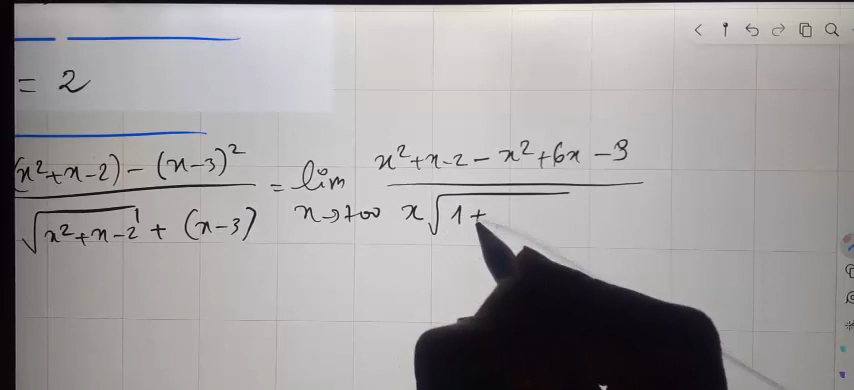 = 2
(x²+x-2) - (x-3)² / √(x²+x-2) + (x-3) = lim x→+∞ x²+x-2 - x²+6x-9 / x√(1+